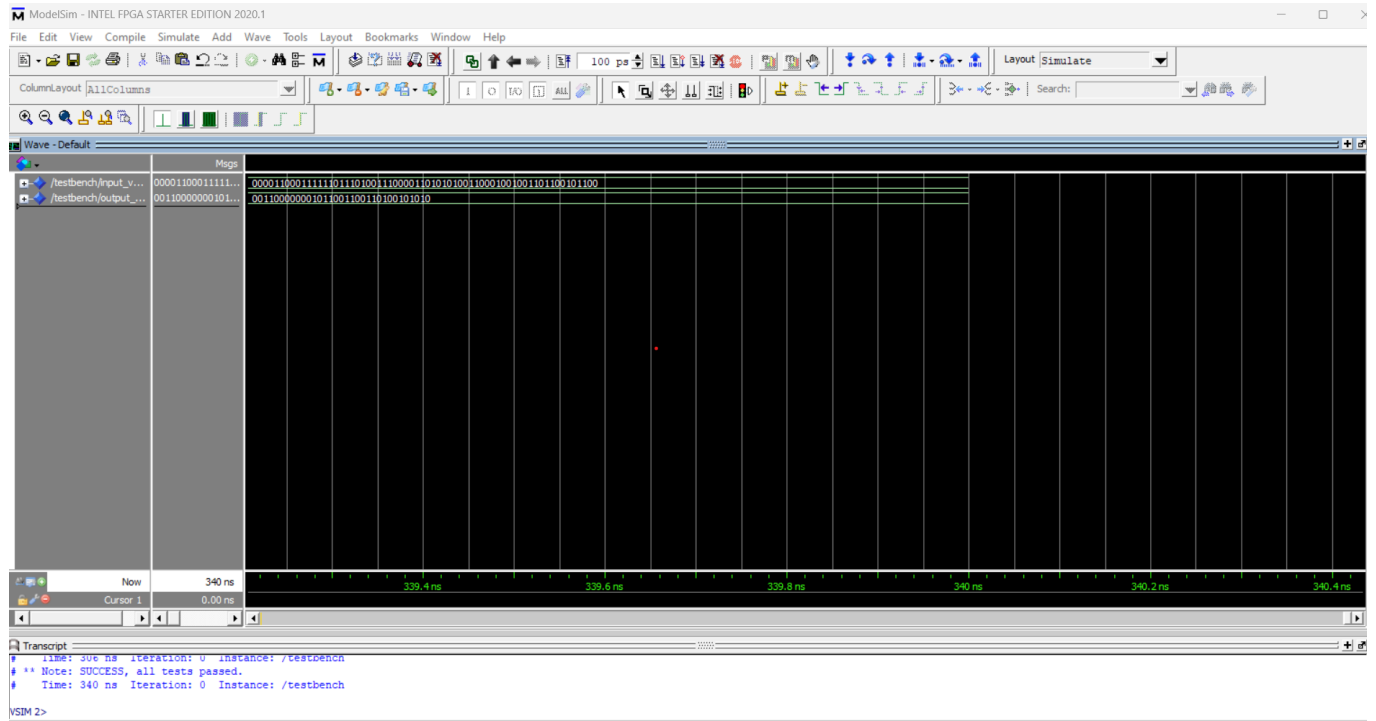 ModelSim - INTEL FPGA STARTER EDITION 2020.1
File Edit View Compile Simulate Add Wave Tools Layout Bookmarks Window Help
100 ps
Layout Simulate
ColumnLayout AllColumns
Search:
Wave - Default
Msgs
/testbench/input_v... 00001100011111... 
/testbench/output_... 00110000000101...
Now 340 ns
Cursor 1 0.00 ns
339.4 ns 339.6 ns 339.8 ns 340 ns 340.2 ns 340.4 ns
Transcript
# Time: 306 ns Iteration: 0 Instance: /testbench
# ** Note: SUCCESS, all tests passed.
# Time: 340 ns Iteration: 0 Instance: /testbench
VSIM 2>